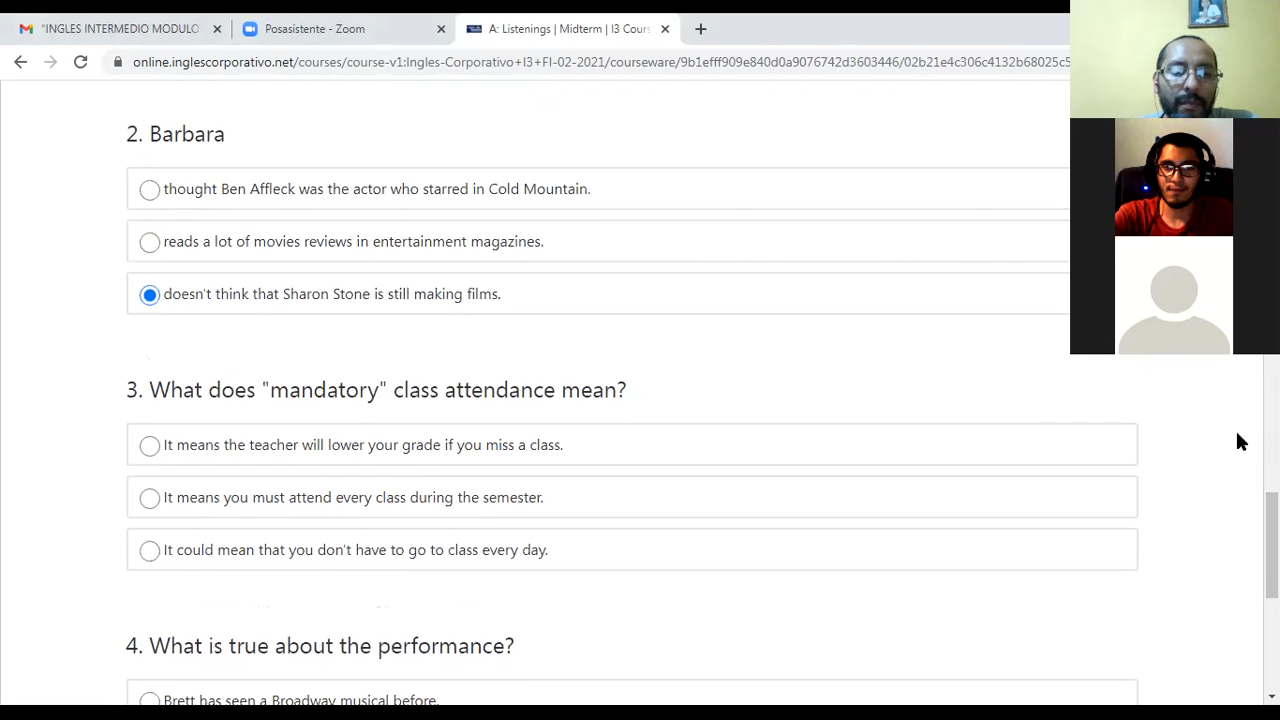 "INGLES INTERMEDIO MODULO
Posasistente - Zoom
A: Listenings | Midterm | I3 Cours
online.inglescorporativo.net/courses/course-v1:Ingles-Corporativo+I3+FI-02-2021/courseware/9b1efff909e840d0a9076742d3603446/02b21e4c306c4132b68025c5
2. Barbara
thought Ben Affleck was the actor who starred in Cold Mountain.
reads a lot of movies reviews in entertainment magazines.
doesn't think that Sharon Stone is still making films.
3. What does "mandatory" class attendance mean?
It means the teacher will lower your grade if you miss a class.
It means you must attend every class during the semester.
It could mean that you don't have to go to class every day.
4. What is true about the performance?
Brett has seen a Broadway musical before.